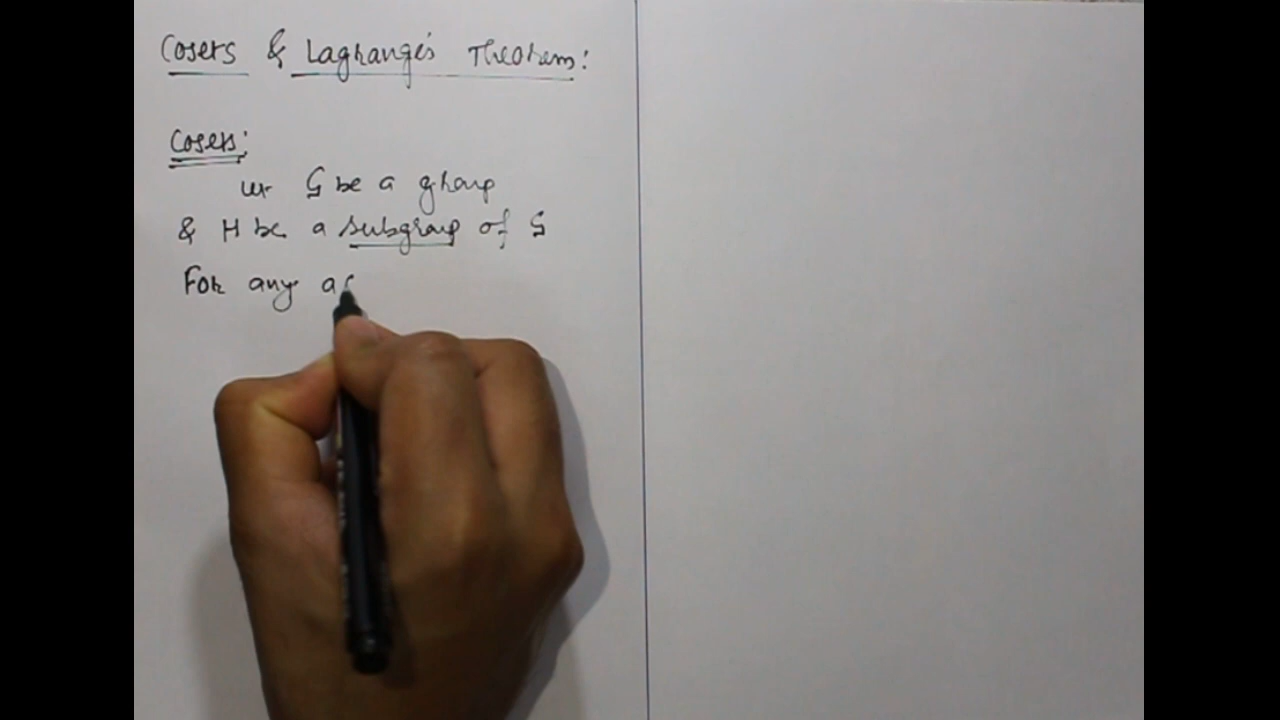 Cosets & Lagrange's Theorem:
Cosets:
Let G be a group
& H be a subgroup of G
For any a